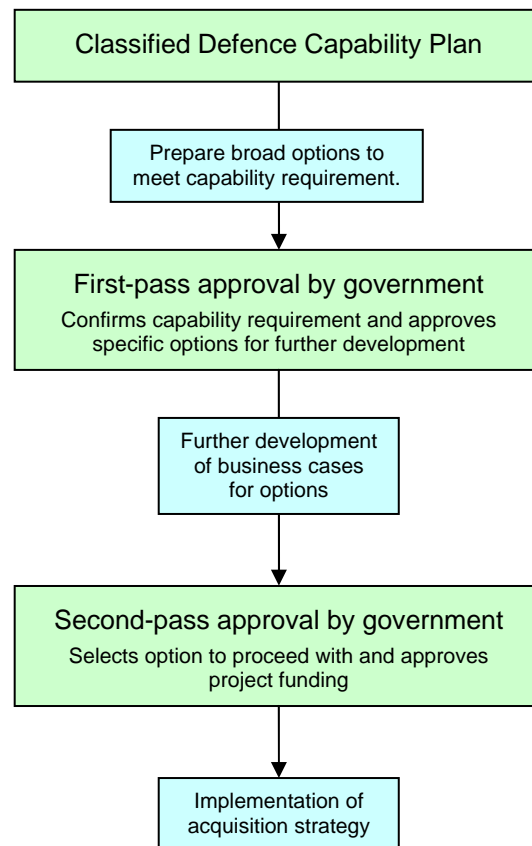 Classified Defence Capability Plan
Prepare broad options to
meet capability requirement.
First-pass approval by government
Confirms capability requirement and approves
specific options for further development
Further development
of business cases
for options
Second-pass approval by government
Selects option to proceed with and approves
project funding
Implementation of
acquisition strategy